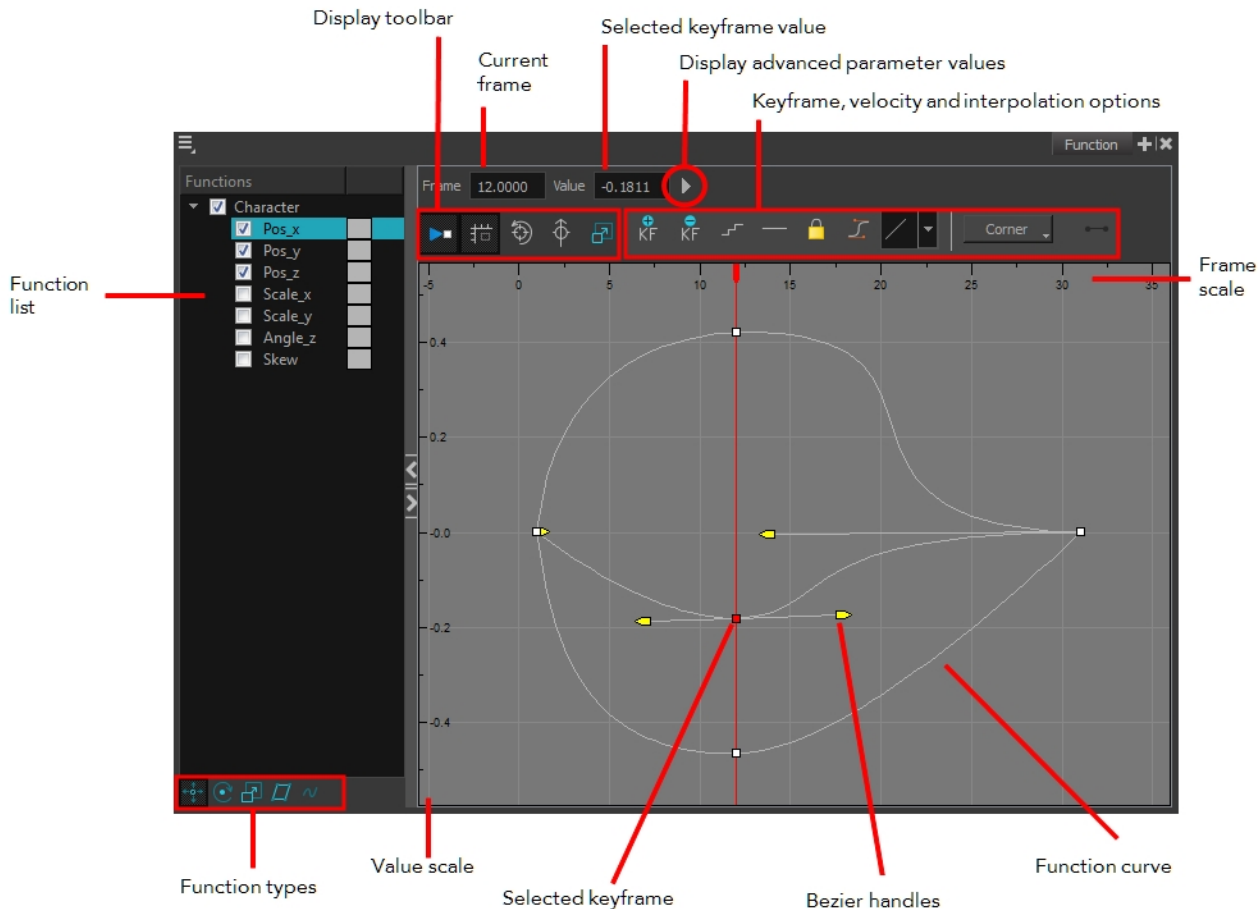 Display toolbar
Selected keyframe value
Current
frame
Display advanced parameter values
Keyframe, velocity and interpolation options
Function
Functions
Frame 12.0000 Value -0.1811
Character
Pos_x
Pos_y
Pos_z
Scale_x
Scale_y
Angle_z
Skew
KF KF Corner
Function
list
Frame
scale
-5 0 5 10 15 20 25 30 35
0.4
0.2
-0.0
-0.2
-0.4
Function types
Value scale
Selected keyframe
Bezier handles
Function curve